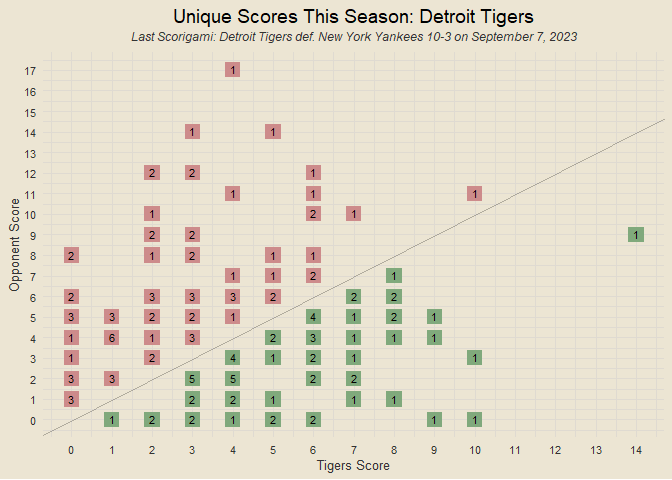 Unique Scores This Season: Detroit Tigers
Last Scorigami: Detroit Tigers def. New York Yankees 10-3 on September 7, 2023
Opponent Score
17 1
16
15
14 1 1
13
12 2 2 1
11 1 1 1
10 1 2 1
9 2 2 1
8 2 1 2 1 1
7 1 1 2 1
6 2 3 3 3 2 2 2
5 3 3 2 2 1 4 1 2 1
4 1 6 1 3 2 3 1 1 1
3 1 2 4 1 2 1 1
2 3 3 5 5 2 2
1 3 2 2 1 1 1
0 1 2 2 1 2 2 1 1
0 1 2 3 4 5 6 7 8 9 10 11 12 13 14
Tigers Score